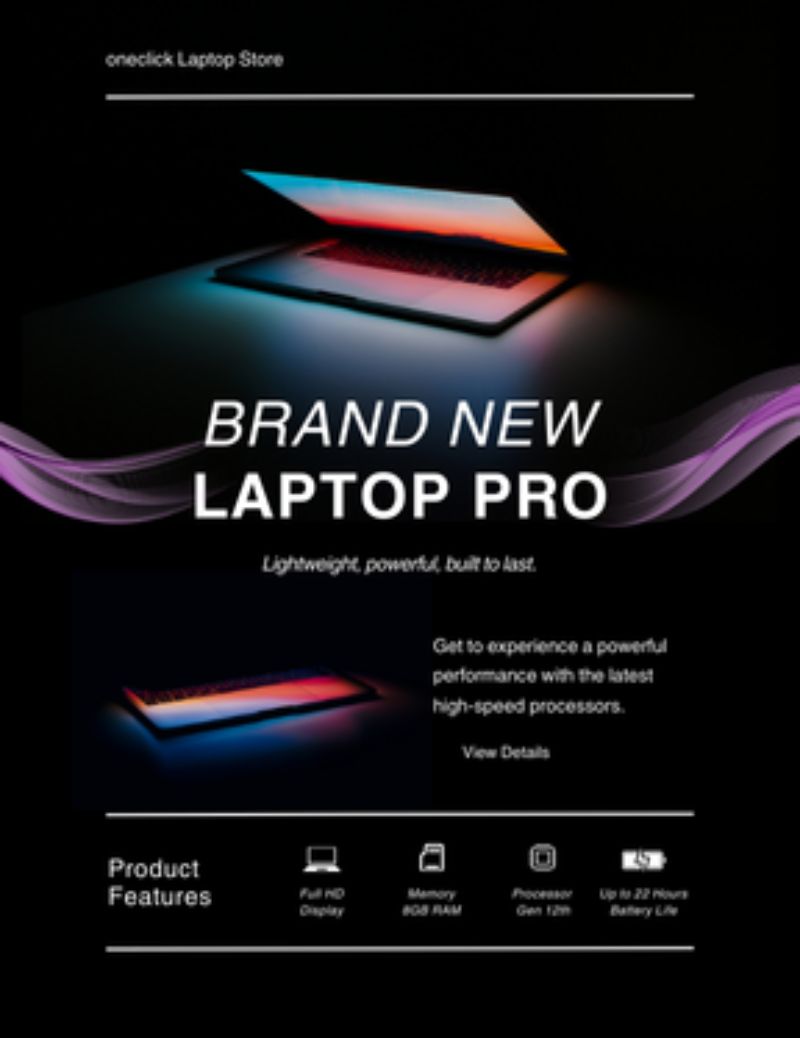 oneclick Laptop Store
BRAND NEW
LAPTOP PRO
Lightweight, powerful, built to last.
Get to experience a powerful
performance with the latest
high-speed processors.
View Details
Product
Features
Full HD
Display
Memory
8GB RAM
Processor
Gen 12th
Up to 22 Hours
Battery Life